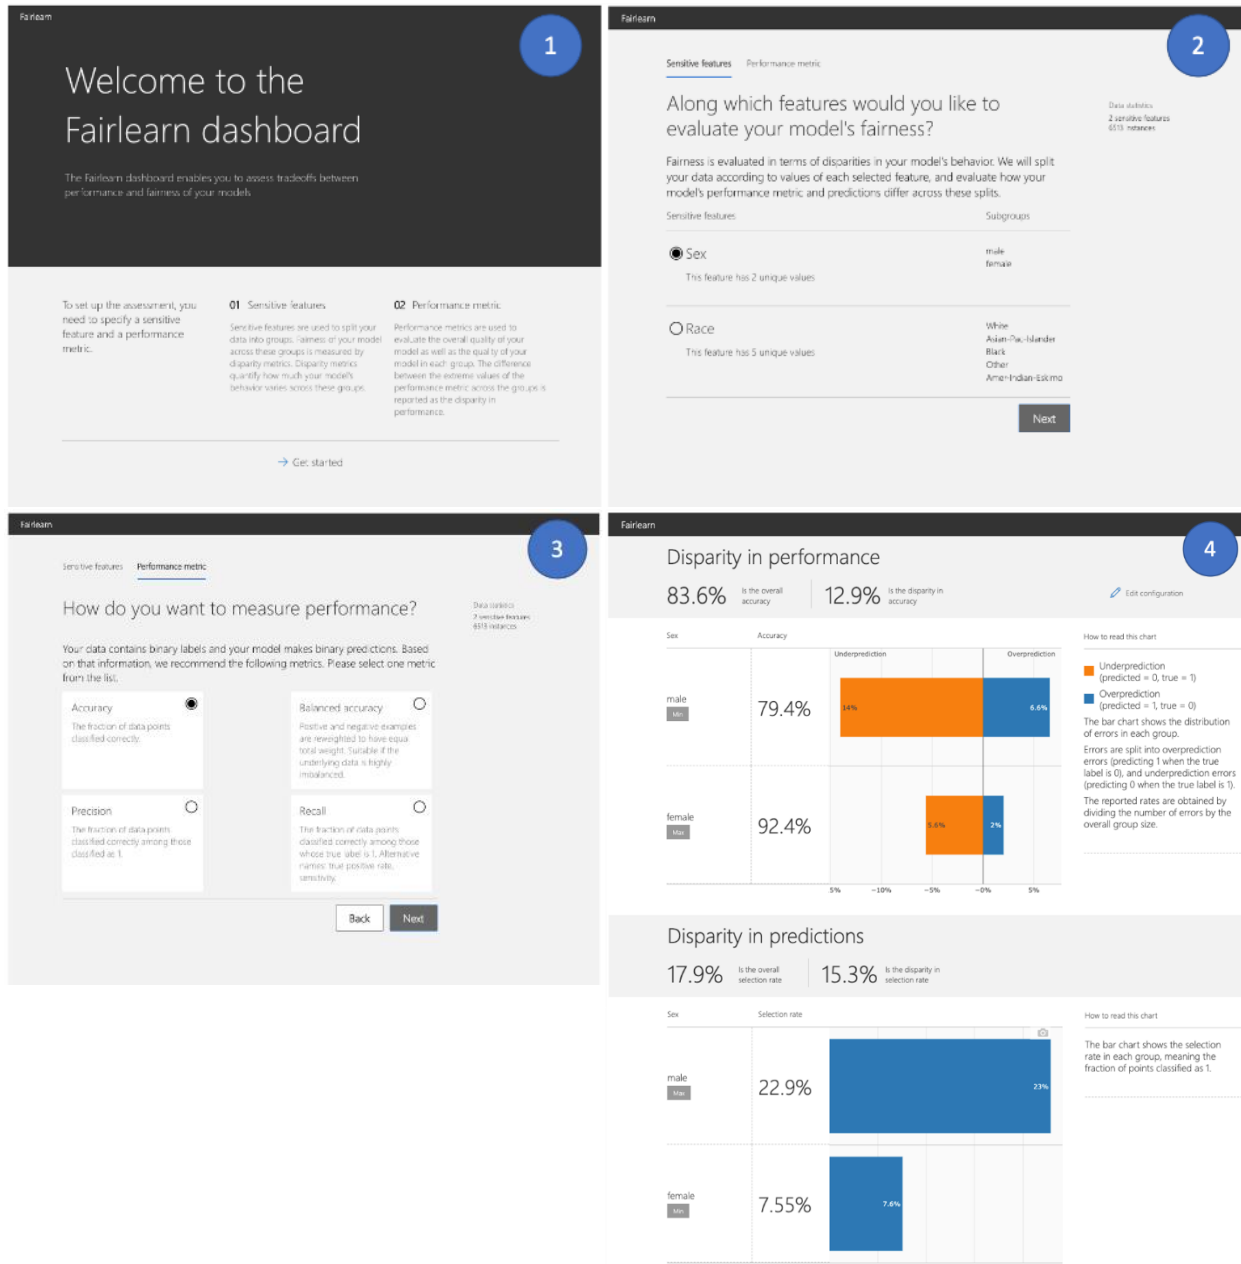 Fairlearn
1
Welcome to the
Fairlearn dashboard
The Fairlearn dashboard enables you to assess tradeoffs between
performance and fairness of your models
To set up the assessment, you
need to specify a sensitive
feature and a performance
metric.
01 Sensitive features
Sensitive features are used to split your
data into groups. Fairness of your model
across these groups is measured by
disparity metrics. Disparity metrics
quantify how much your model's
behavior varies across these groups.
02 Performance metric
Performance metrics are used to
evaluate the overall quality of your
model as well as the quality of your
model in each group. The difference
between the extreme values of the
performance metric across the groups is
reported as the disparity in
performance.
→ Get started
Fairlearn
2
Sensitive features Performance metric
Along which features would you like to
evaluate your model's fairness?
Data statistics
2 sensitive features
6513 instances
Fairness is evaluated in terms of disparities in your model's behavior. We will split
your data according to values of each selected feature, and evaluate how your
model's performance metric and predictions differ across these splits.
Sensitive features Subgroups
Sex
This feature has 2 unique values
male
female
Race
This feature has 5 unique values
White
Asian-Pac-Islander
Black
Other
Amer-Indian-Eskimo
Next
Fairlearn
3
Sensitive features Performance metric
How do you want to measure performance?
Data statistics
2 sensitive features
6513 instances
Your data contains binary labels and your model makes binary predictions. Based
on that information, we recommend the following metrics. Please select one metric
from the list.
Accuracy
The fraction of data points
classified correctly.
Balanced accuracy
Positive and negative examples
are reweighted to have equal
total weight. Suitable if the
underlying data is highly
imbalanced.
Precision
The fraction of data points
classified correctly among those
classified as 1.
Recall
The fraction of data points
classified correctly among those
whose true label is 1. Alternative
names: true positive rate,
sensitivity.
Back Next
Fairlearn
4
Disparity in performance
83.6% Is the overall
accuracy
12.9% Is the disparity in
accuracy
Edit configuration
Sex Accuracy
Underprediction Overprediction
male
Min
79.4%
14% 6.6%
female
Max
92.4%
5.6% 2%
5% −10% −5% −0% 5%
How to read this chart
Underprediction
(predicted = 0, true = 1)
Overprediction
(predicted = 1, true = 0)
The bar chart shows the distribution
of errors in each group.
Errors are split into overprediction
errors (predicting 1 when the true
label is 0), and underprediction errors
(predicting 0 when the true label is 1).
The reported rates are obtained by
dividing the number of errors by the
overall group size.
Disparity in predictions
17.9% Is the overall
selection rate
15.3% Is the disparity in
selection rate
Sex Selection rate
male
Max
22.9%
23%
female
Min
7.55%
7.6%
How to read this chart
The bar chart shows the selection
rate in each group, meaning the
fraction of points classified as 1.